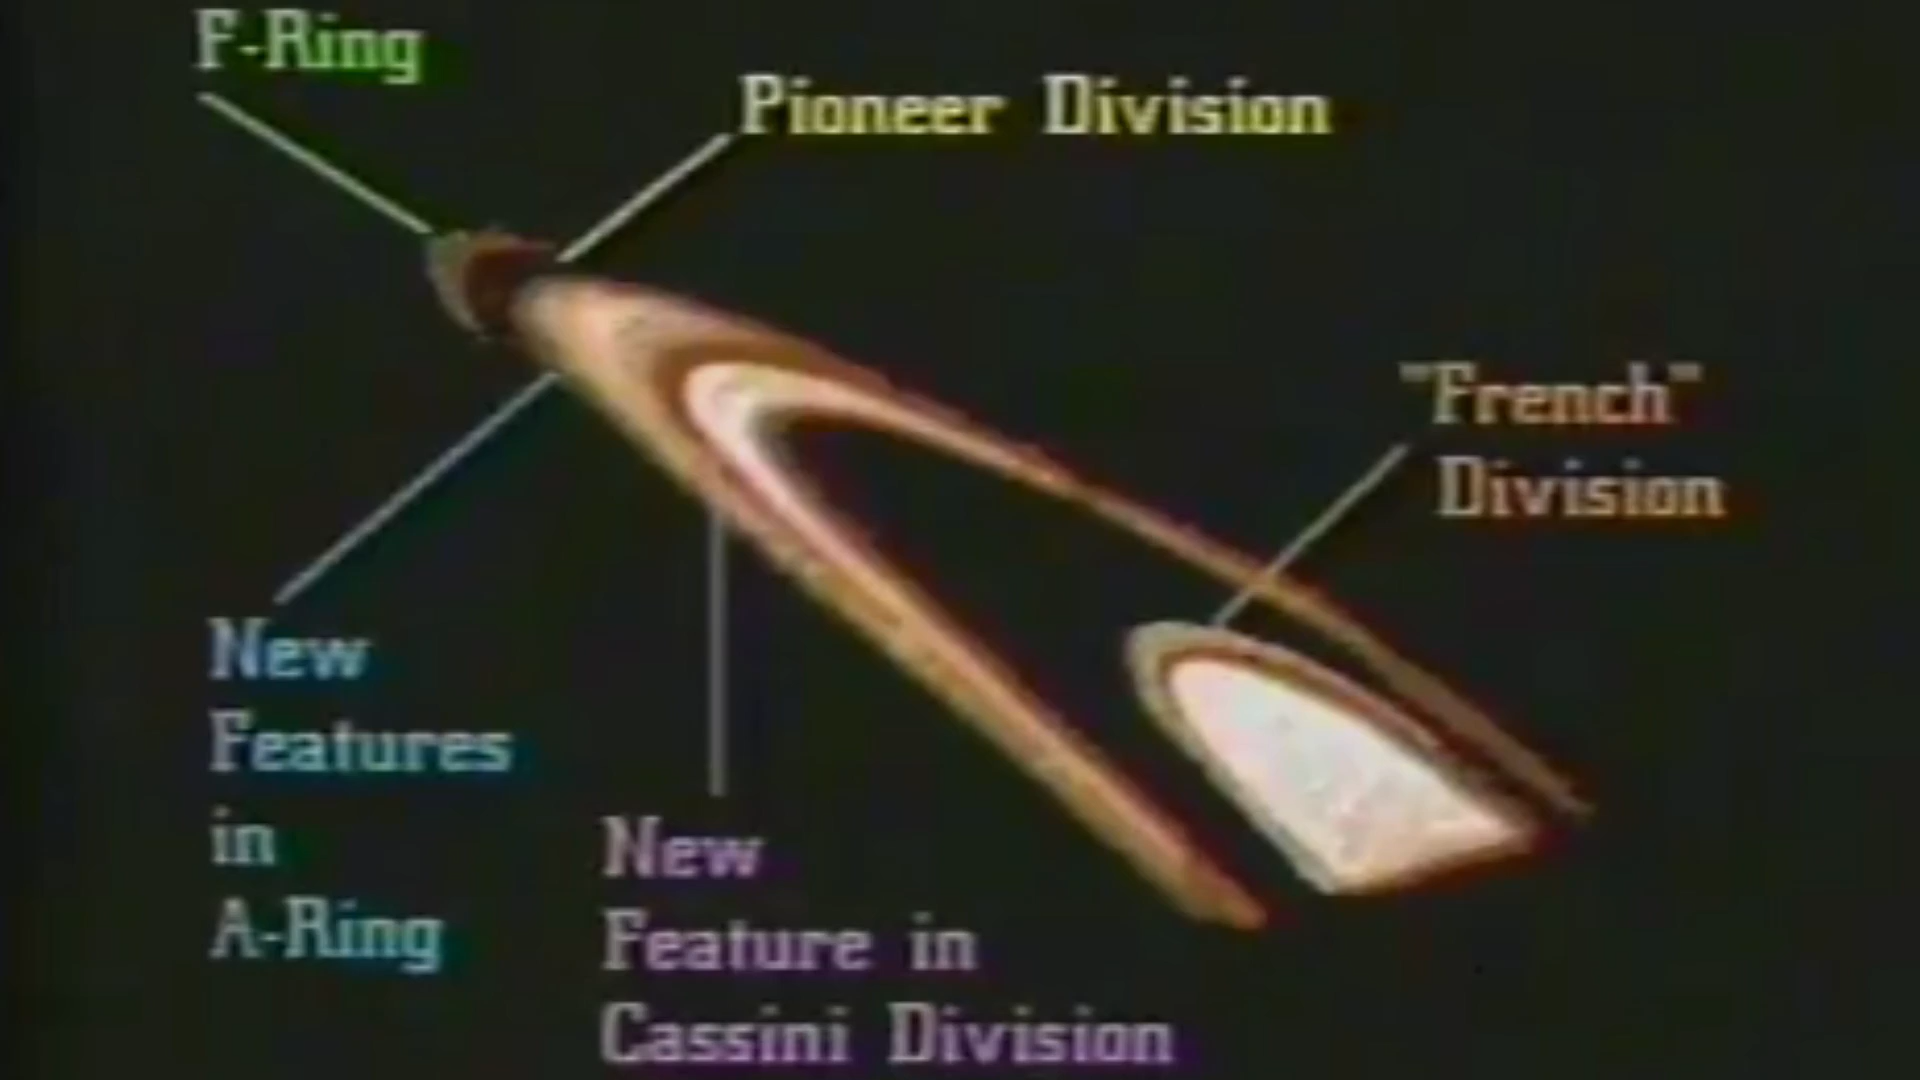 F-Ring
Pioneer Division
"French"
Division
New
Features
in
A-Ring
New
Feature in
Cassini Division